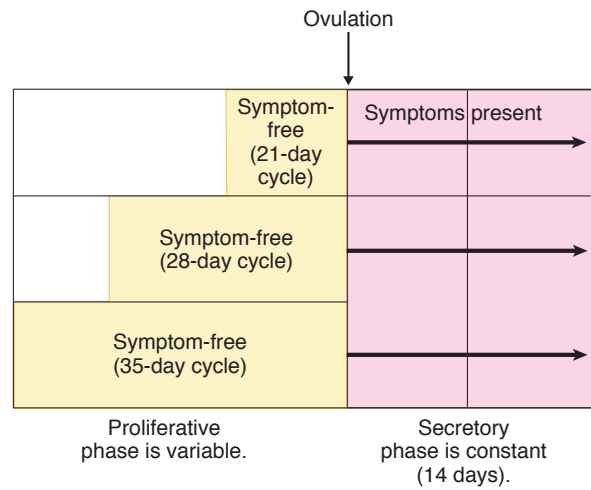 Ovulation
Symptom-
free
(21-day
cycle)
Symptoms present
Symptom-free
(28-day cycle)
Symptom-free
(35-day cycle)
Proliferative
phase is variable.
Secretory
phase is constant
(14 days).